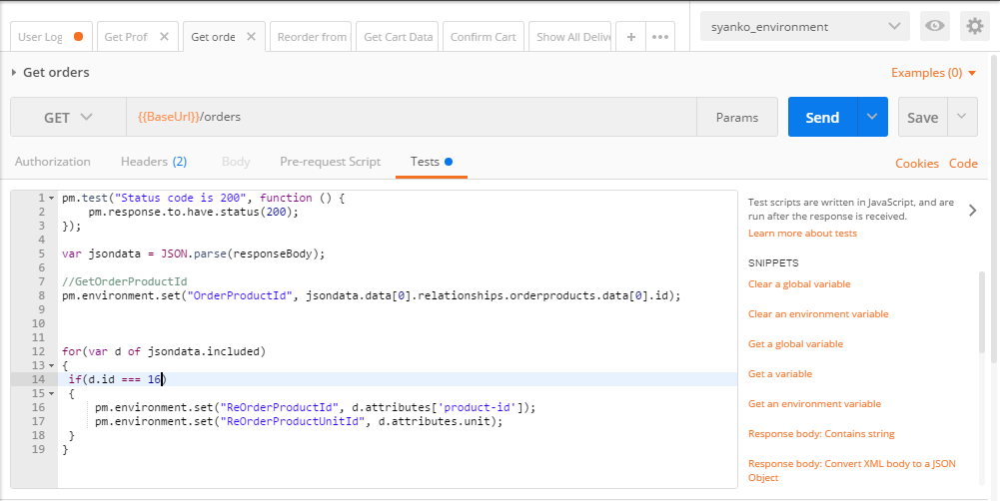 User Log
Get Prof
Get orde
Reorder from
Get Cart Data
Confirm Cart
Show All Delive
syanko_environment
Get orders
Examples (0)
GET
{{BaseUrl}}/orders
Params
Send
Save
Authorization
Headers (2)
Body
Pre-request Script
Tests
Cookies
Code
1 pm.test("Status code is 200", function () {
2 pm.response.to.have.status(200);
3 });
4
5 var jsondata = JSON.parse(responseBody);
6
7 //GetOrderProductId
8 pm.environment.set("OrderProductId", jsondata.data[0].relationships.orderproducts.data[0].id);
9
10
11
12 for(var d of jsondata.included)
13 {
14 if(d.id === 16)
15 {
16 pm.environment.set("ReOrderProductId", d.attributes['product-id']);
17 pm.environment.set("ReOrderProductUnitId", d.attributes.unit);
18 }
19 }
Test scripts are written in JavaScript, and are
run after the response is received.
Learn more about tests
SNIPPETS
Clear a global variable
Clear an environment variable
Get a global variable
Get a variable
Get an environment variable
Response body: Contains string
Response body: Convert XML body to a JSON
Object